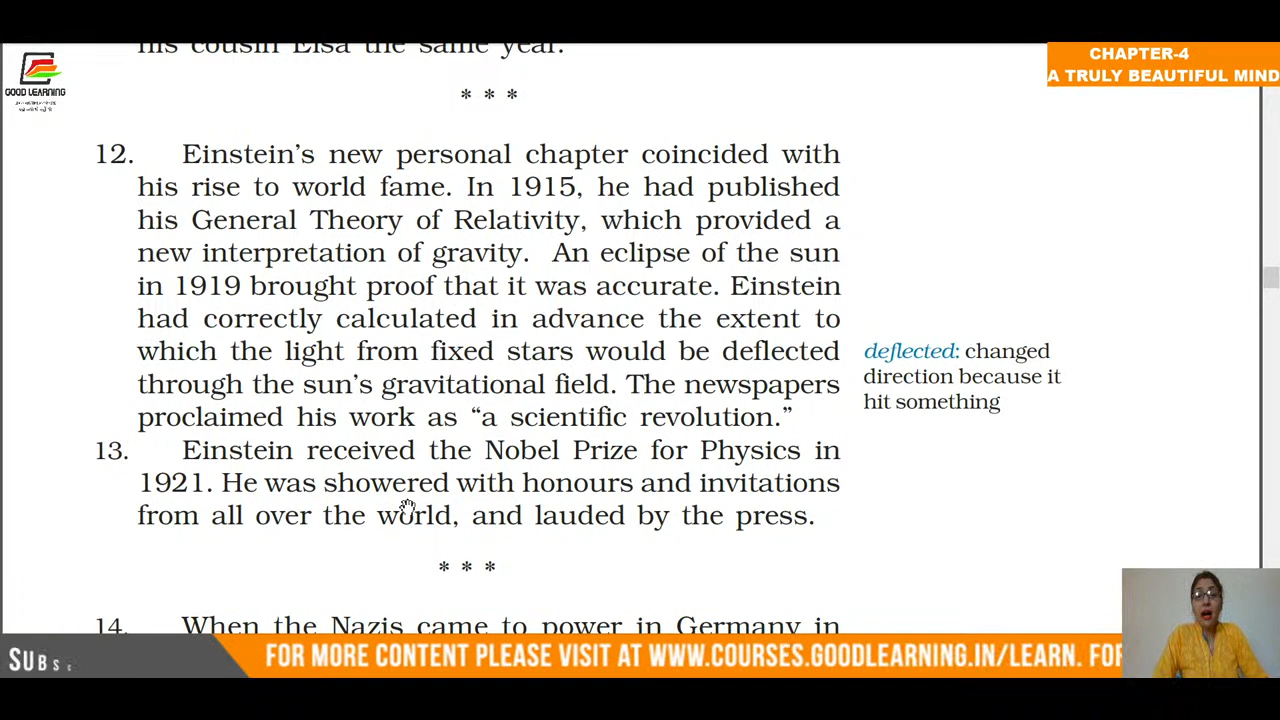 his cousin Elsa the same year.
CHAPTER-4
A TRULY BEAUTIFUL MIND
GOOD LEARNING
* * *
12. Einstein's new personal chapter coincided with
his rise to world fame. In 1915, he had published
his General Theory of Relativity, which provided a
new interpretation of gravity. An eclipse of the sun
in 1919 brought proof that it was accurate. Einstein
had correctly calculated in advance the extent to
which the light from fixed stars would be deflected
through the sun's gravitational field. The newspapers
proclaimed his work as “a scientific revolution.”
deflected: changed
direction because it
hit something
13. Einstein received the Nobel Prize for Physics in
1921. He was showered with honours and invitations
from all over the world, and lauded by the press.
* * *
14. When the Nazis came to power in Germany in
SUBS
FOR MORE CONTENT PLEASE VISIT AT WWW.COURSES.GOODLEARNING.IN/LEARN. FOR